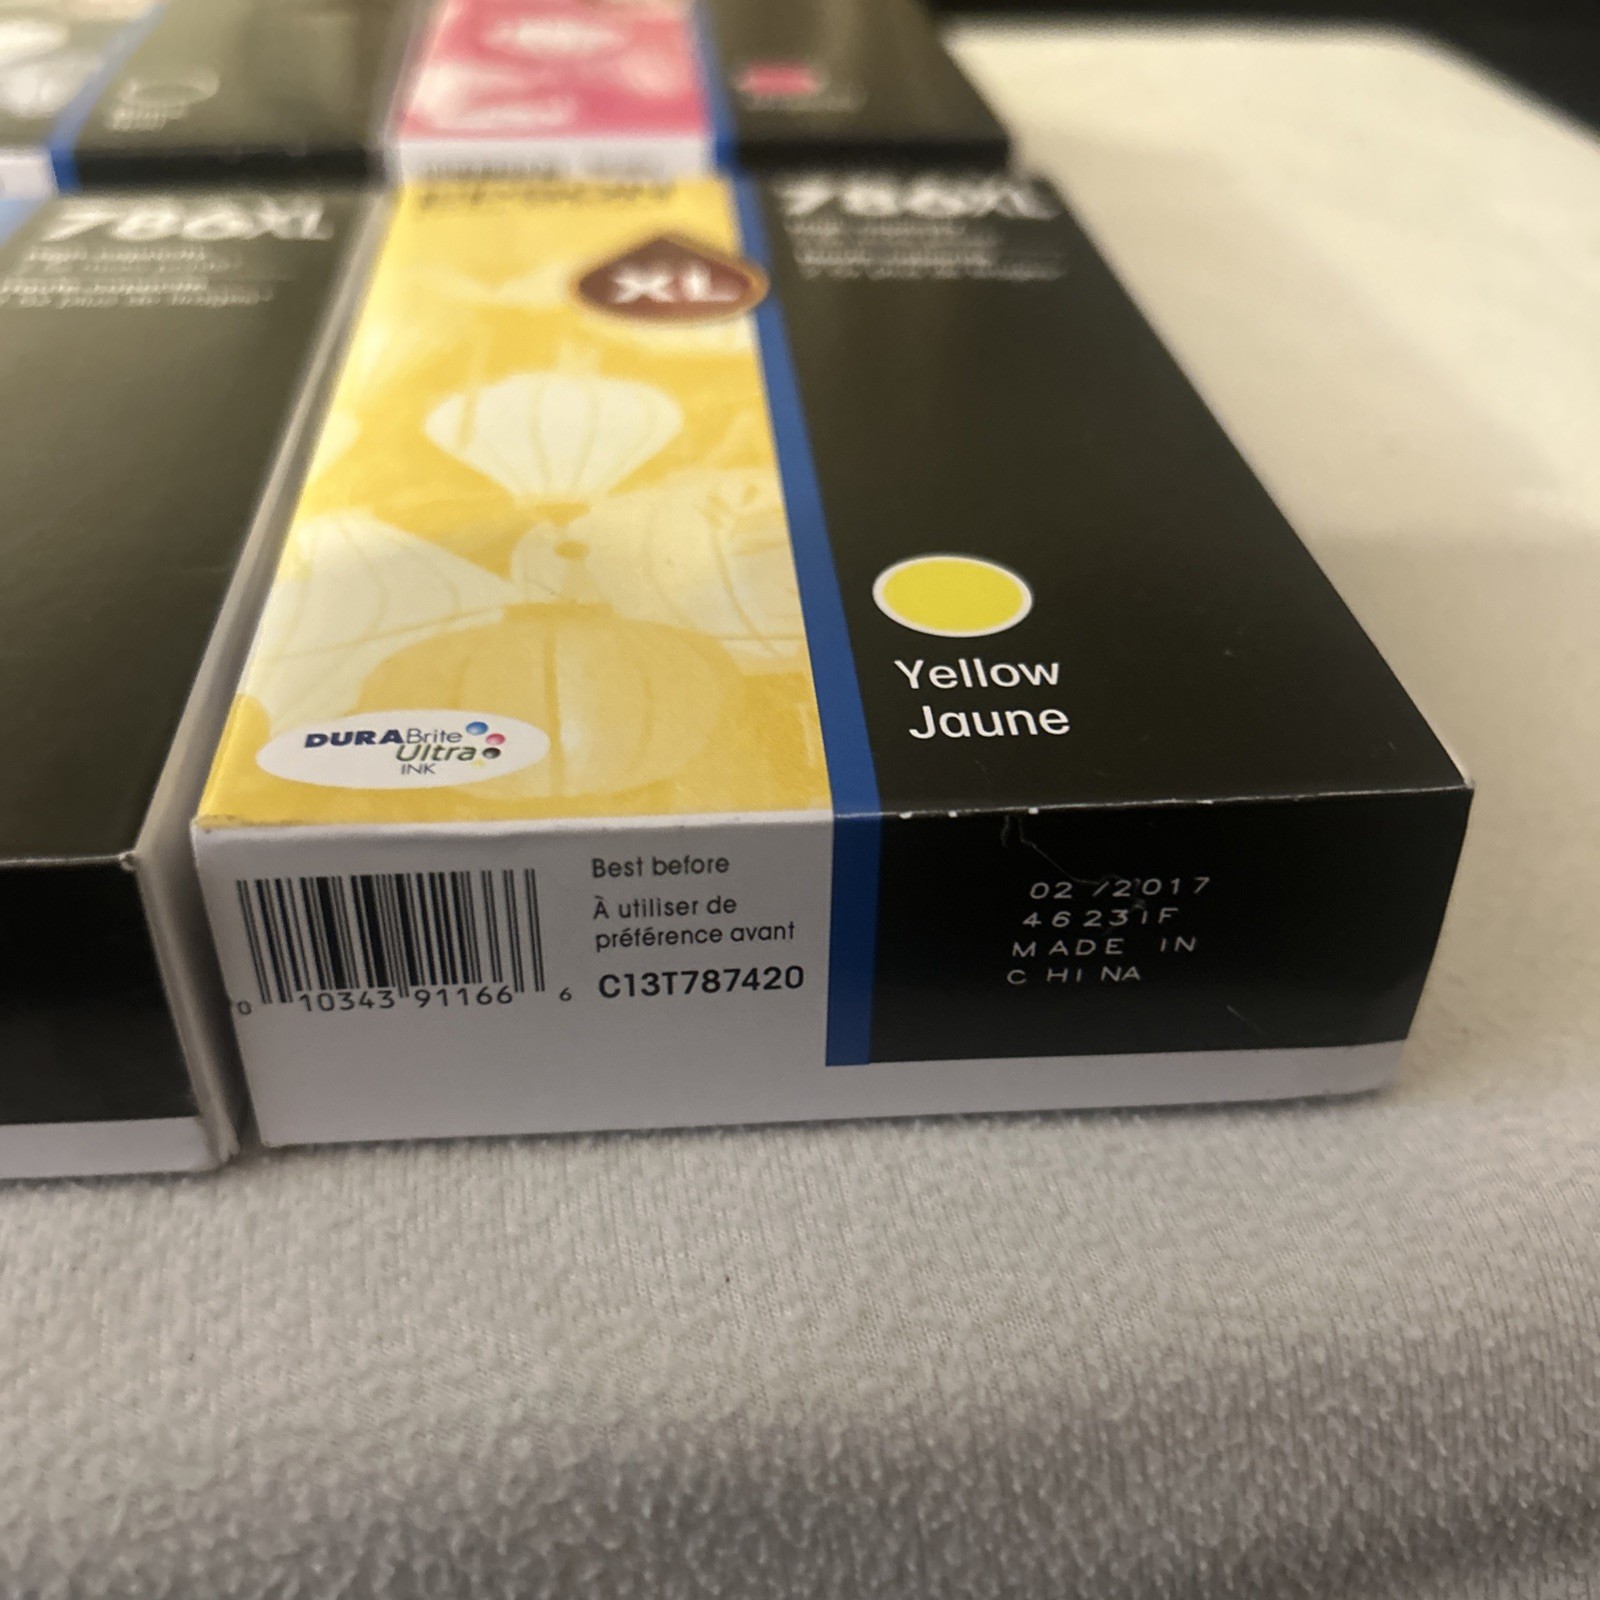 786XL
786XL
XL
Yellow
Jaune
DURABrite
Ultra
INK
Best before
À utiliser de
préférence avant
C13T787420
0 10343 91166 6
02 /2017
46231F
MADE IN
CHINA